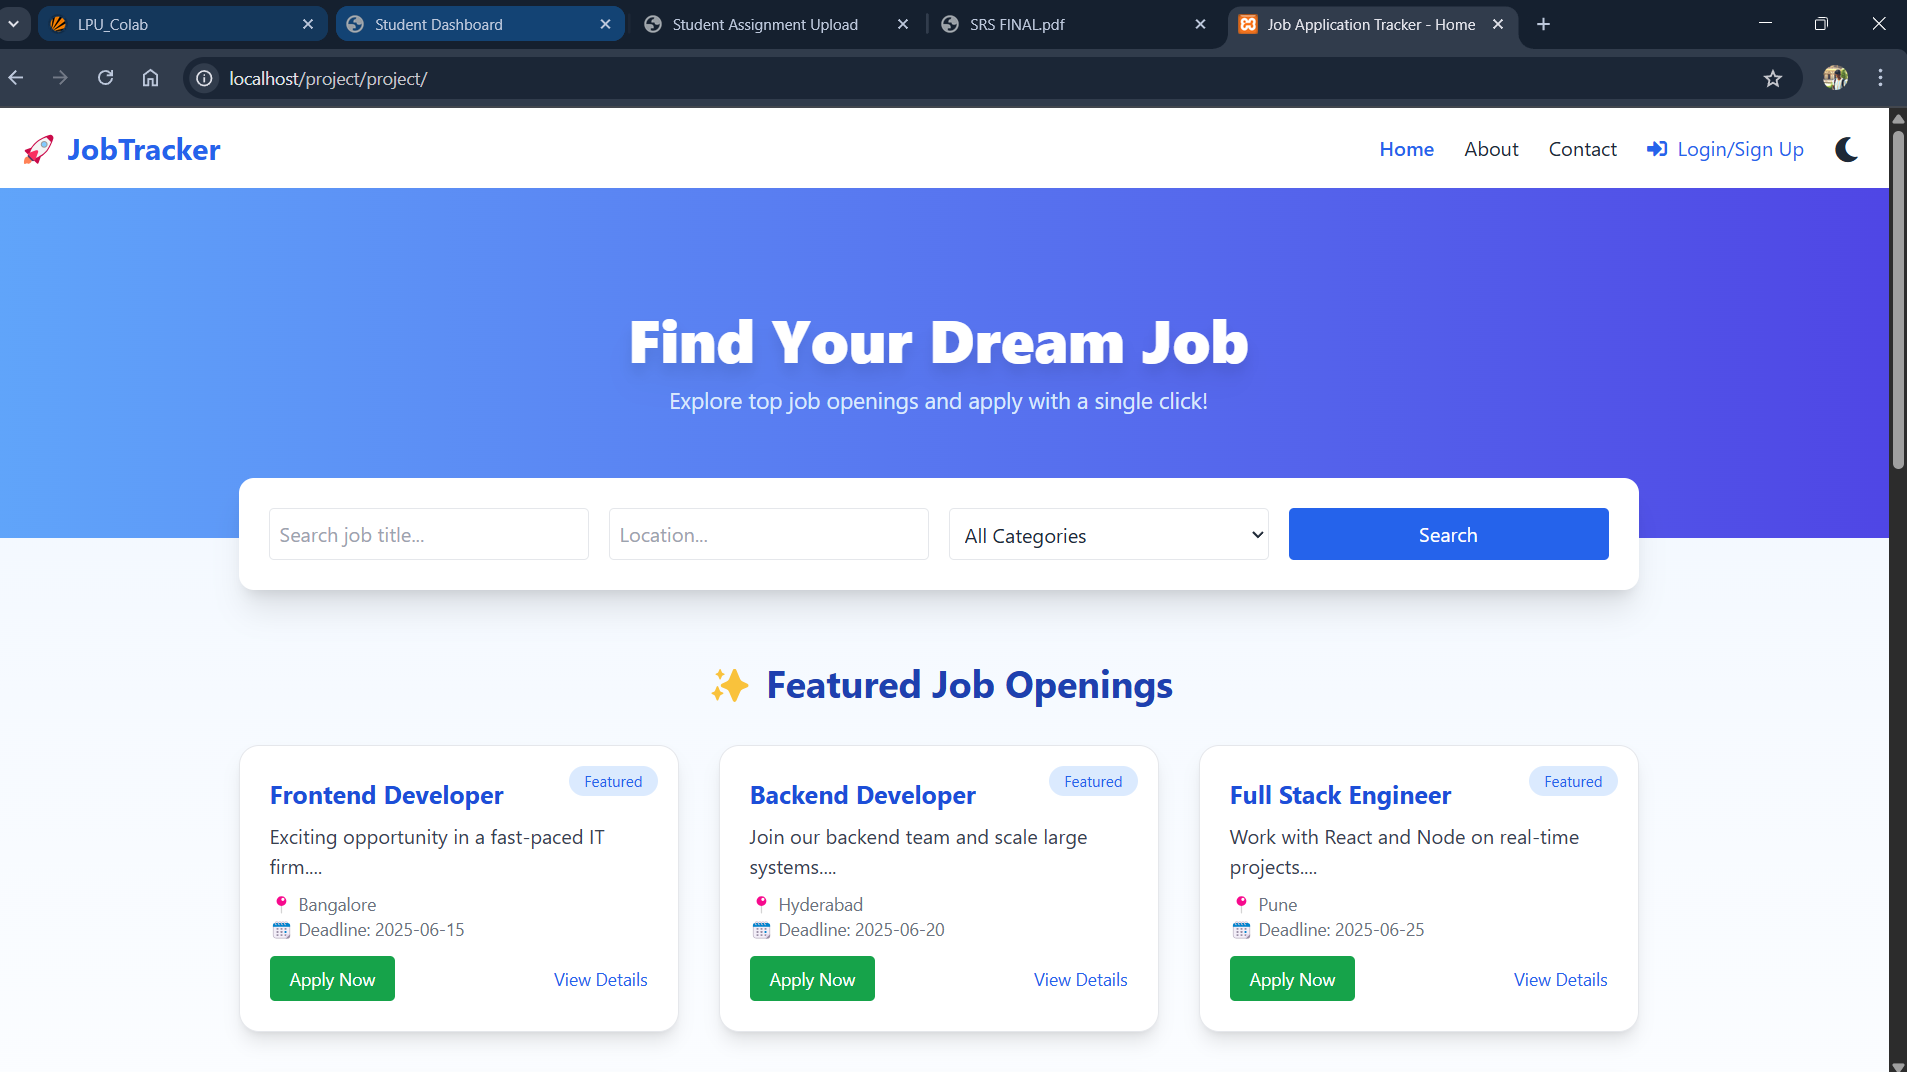 LPU_Colab
Student Dashboard
Student Assignment Upload
SRS FINAL.pdf
Job Application Tracker - Home
localhost/project/project/
🚀 JobTracker
Home
About
Contact
Login/Sign Up
Find Your Dream Job
Explore top job openings and apply with a single click!
Search job title...
Location...
All Categories
Search
✨ Featured Job Openings
Featured
Frontend Developer
Exciting opportunity in a fast-paced IT
firm....
📍 Bangalore
🗓️ Deadline: 2025-06-15
Apply Now
View Details
Featured
Backend Developer
Join our backend team and scale large
systems....
📍 Hyderabad
🗓️ Deadline: 2025-06-20
Apply Now
View Details
Featured
Full Stack Engineer
Work with React and Node on real-time
projects....
📍 Pune
🗓️ Deadline: 2025-06-25
Apply Now
View Details